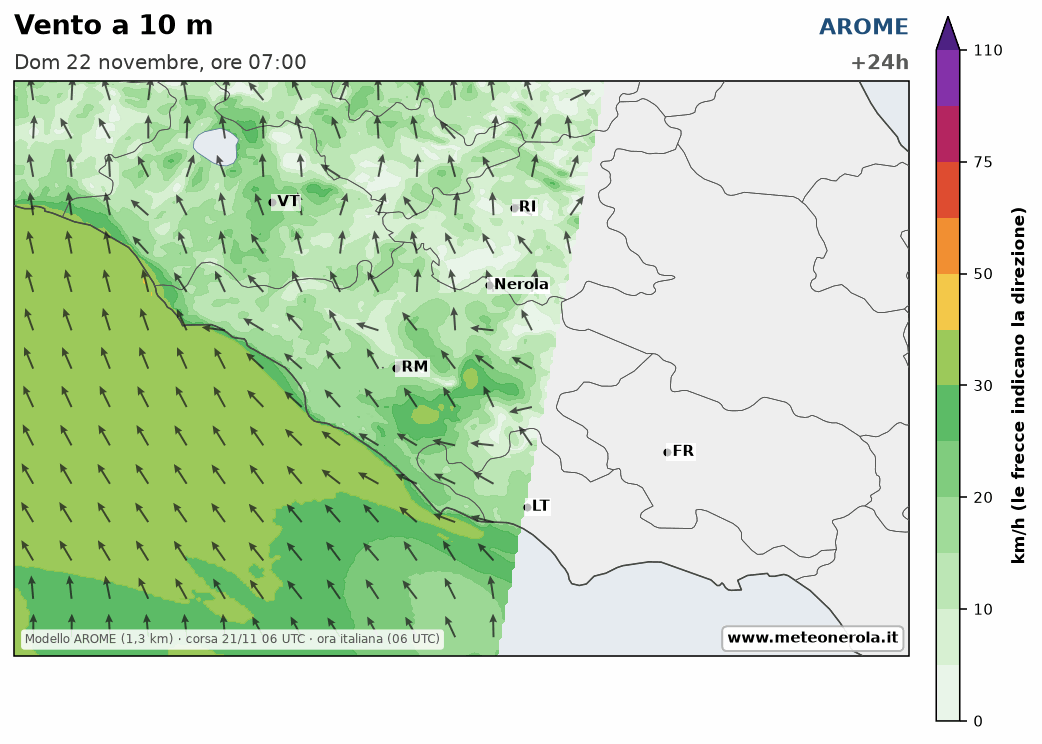 Vento a 10 m
AROME
Dom 22 novembre, ore 07:00
+24h
VT
RI
Nerola
RM
FR
LT
Modello AROME (1,3 km) · corsa 21/11 06 UTC · ora italiana (06 UTC)
www.meteonerola.it
110
75
50
30
20
10
0
km/h (le frecce indicano la direzione)